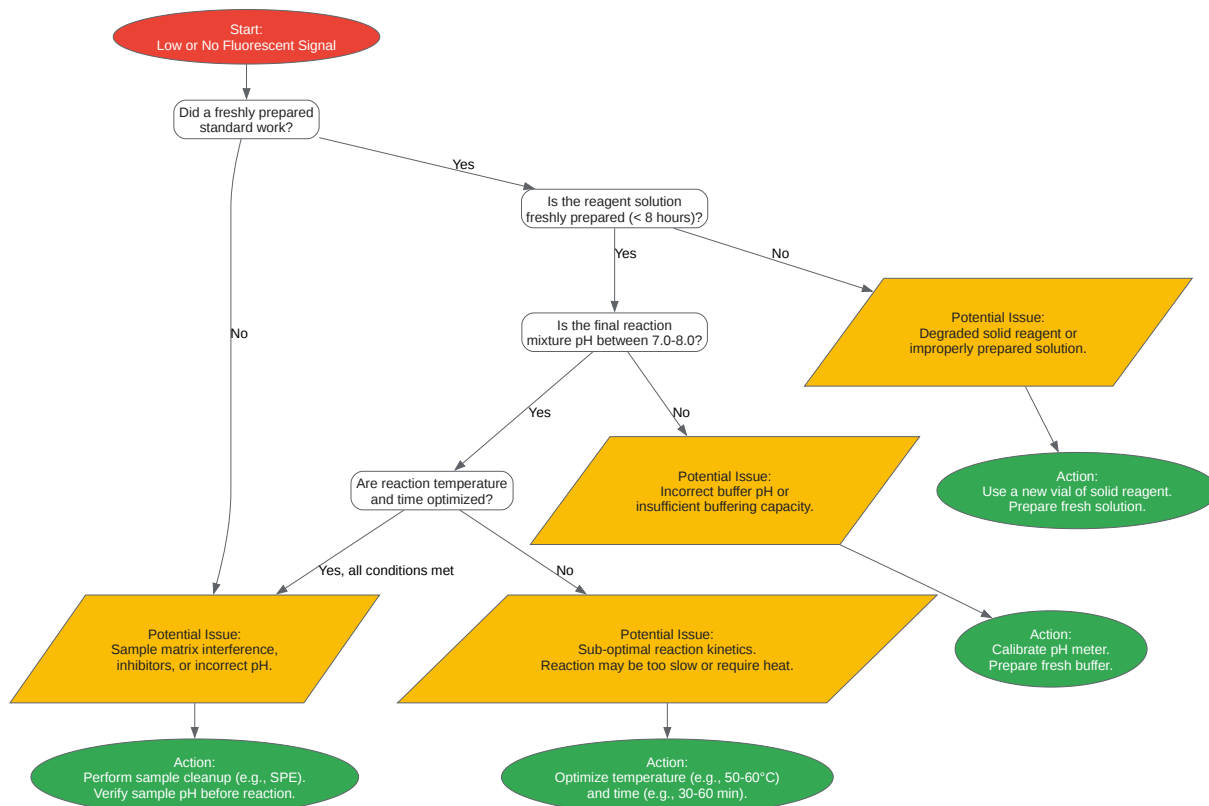 Start:
Low or No Fluorescent Signal
Did a freshly prepared
standard work?
Yes
Is the reagent solution
freshly prepared (< 8 hours)?
Yes
No
No
Potential Issue:
Degraded solid reagent or
improperly prepared solution.
Is the final reaction
mixture pH between 7.0-8.0?
Yes
No
Potential Issue:
Incorrect buffer pH or
insufficient buffering capacity.
Action:
Use a new vial of solid reagent.
Prepare fresh solution.
Are reaction temperature
and time optimized?
Yes, all conditions met
No
Potential Issue:
Sample matrix interference,
inhibitors, or incorrect pH.
Potential Issue:
Sub-optimal reaction kinetics.
Reaction may be too slow or require heat.
Action:
Calibrate pH meter.
Prepare fresh buffer.
Action:
Perform sample cleanup (e.g., SPE).
Verify sample pH before reaction.
Action:
Optimize temperature (e.g., 50-60°C)
and time (e.g., 30-60 min).